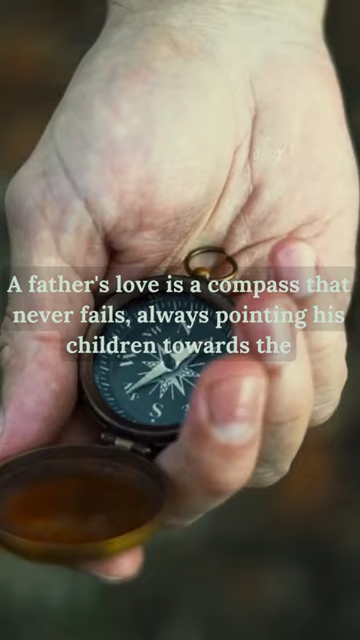 A father's love is a compass that
never fails, always pointing his
children towards the
S